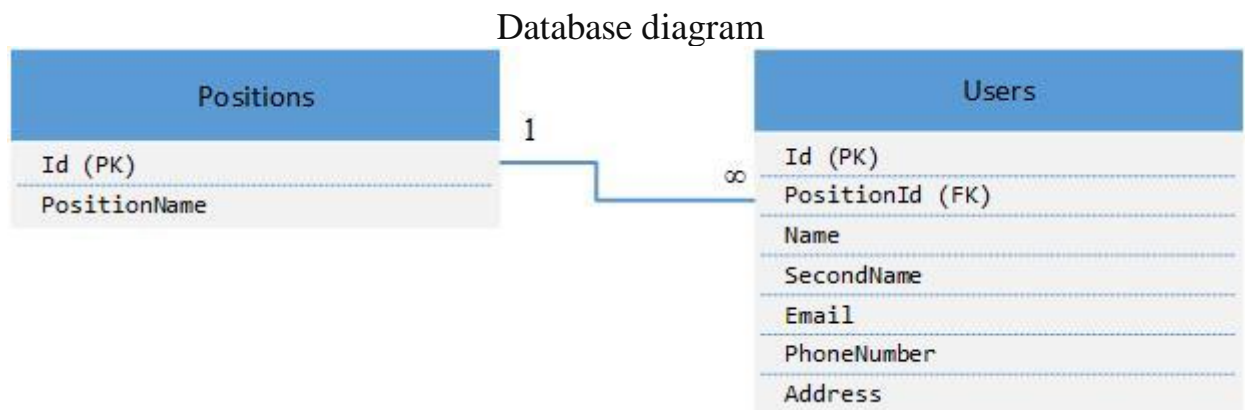 Database diagram
Positions
1
Id (PK)
PositionName
∞
Users
Id (PK)
PositionId (FK)
Name
SecondName
Email
PhoneNumber
Address